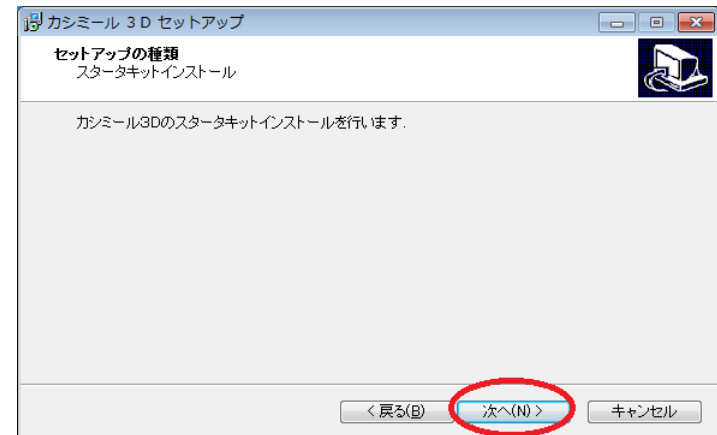 カシミール 3D セットアップ
セットアップの種類
スタータキットインストール
カシミール3Dのスタータキットインストールを行います.
< 戻る(B)
次へ(N) >
キャンセル